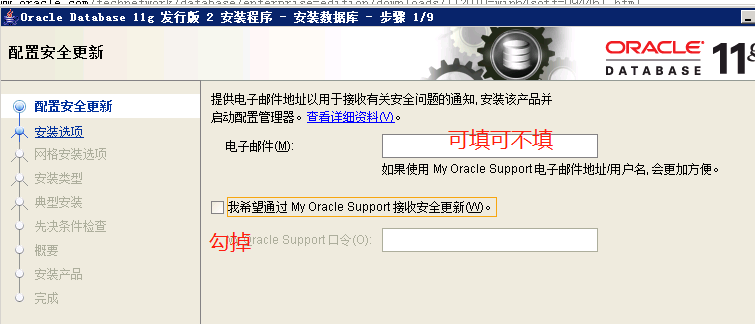 Oracle Database 11g 发行版 2 安装程序 - 安装数据库 - 步骤 1/9
配置安全更新
ORACLE
DATABASE 11g
配置安全更新
安装选项
网格安装选项
安装类型
典型安装
先决条件检查
概要
安装产品
完成
提供电子邮件地址以用于接收有关安全问题的通知, 安装该产品并
启动配置管理器。查看详细资料(V)。
电子邮件(M):
可填可不填
如果使用 My Oracle Support 电子邮件地址/用户名, 会更加方便。
我希望通过 My Oracle Support 接收安全更新(W)。
勾掉
Oracle Support 口令(O):